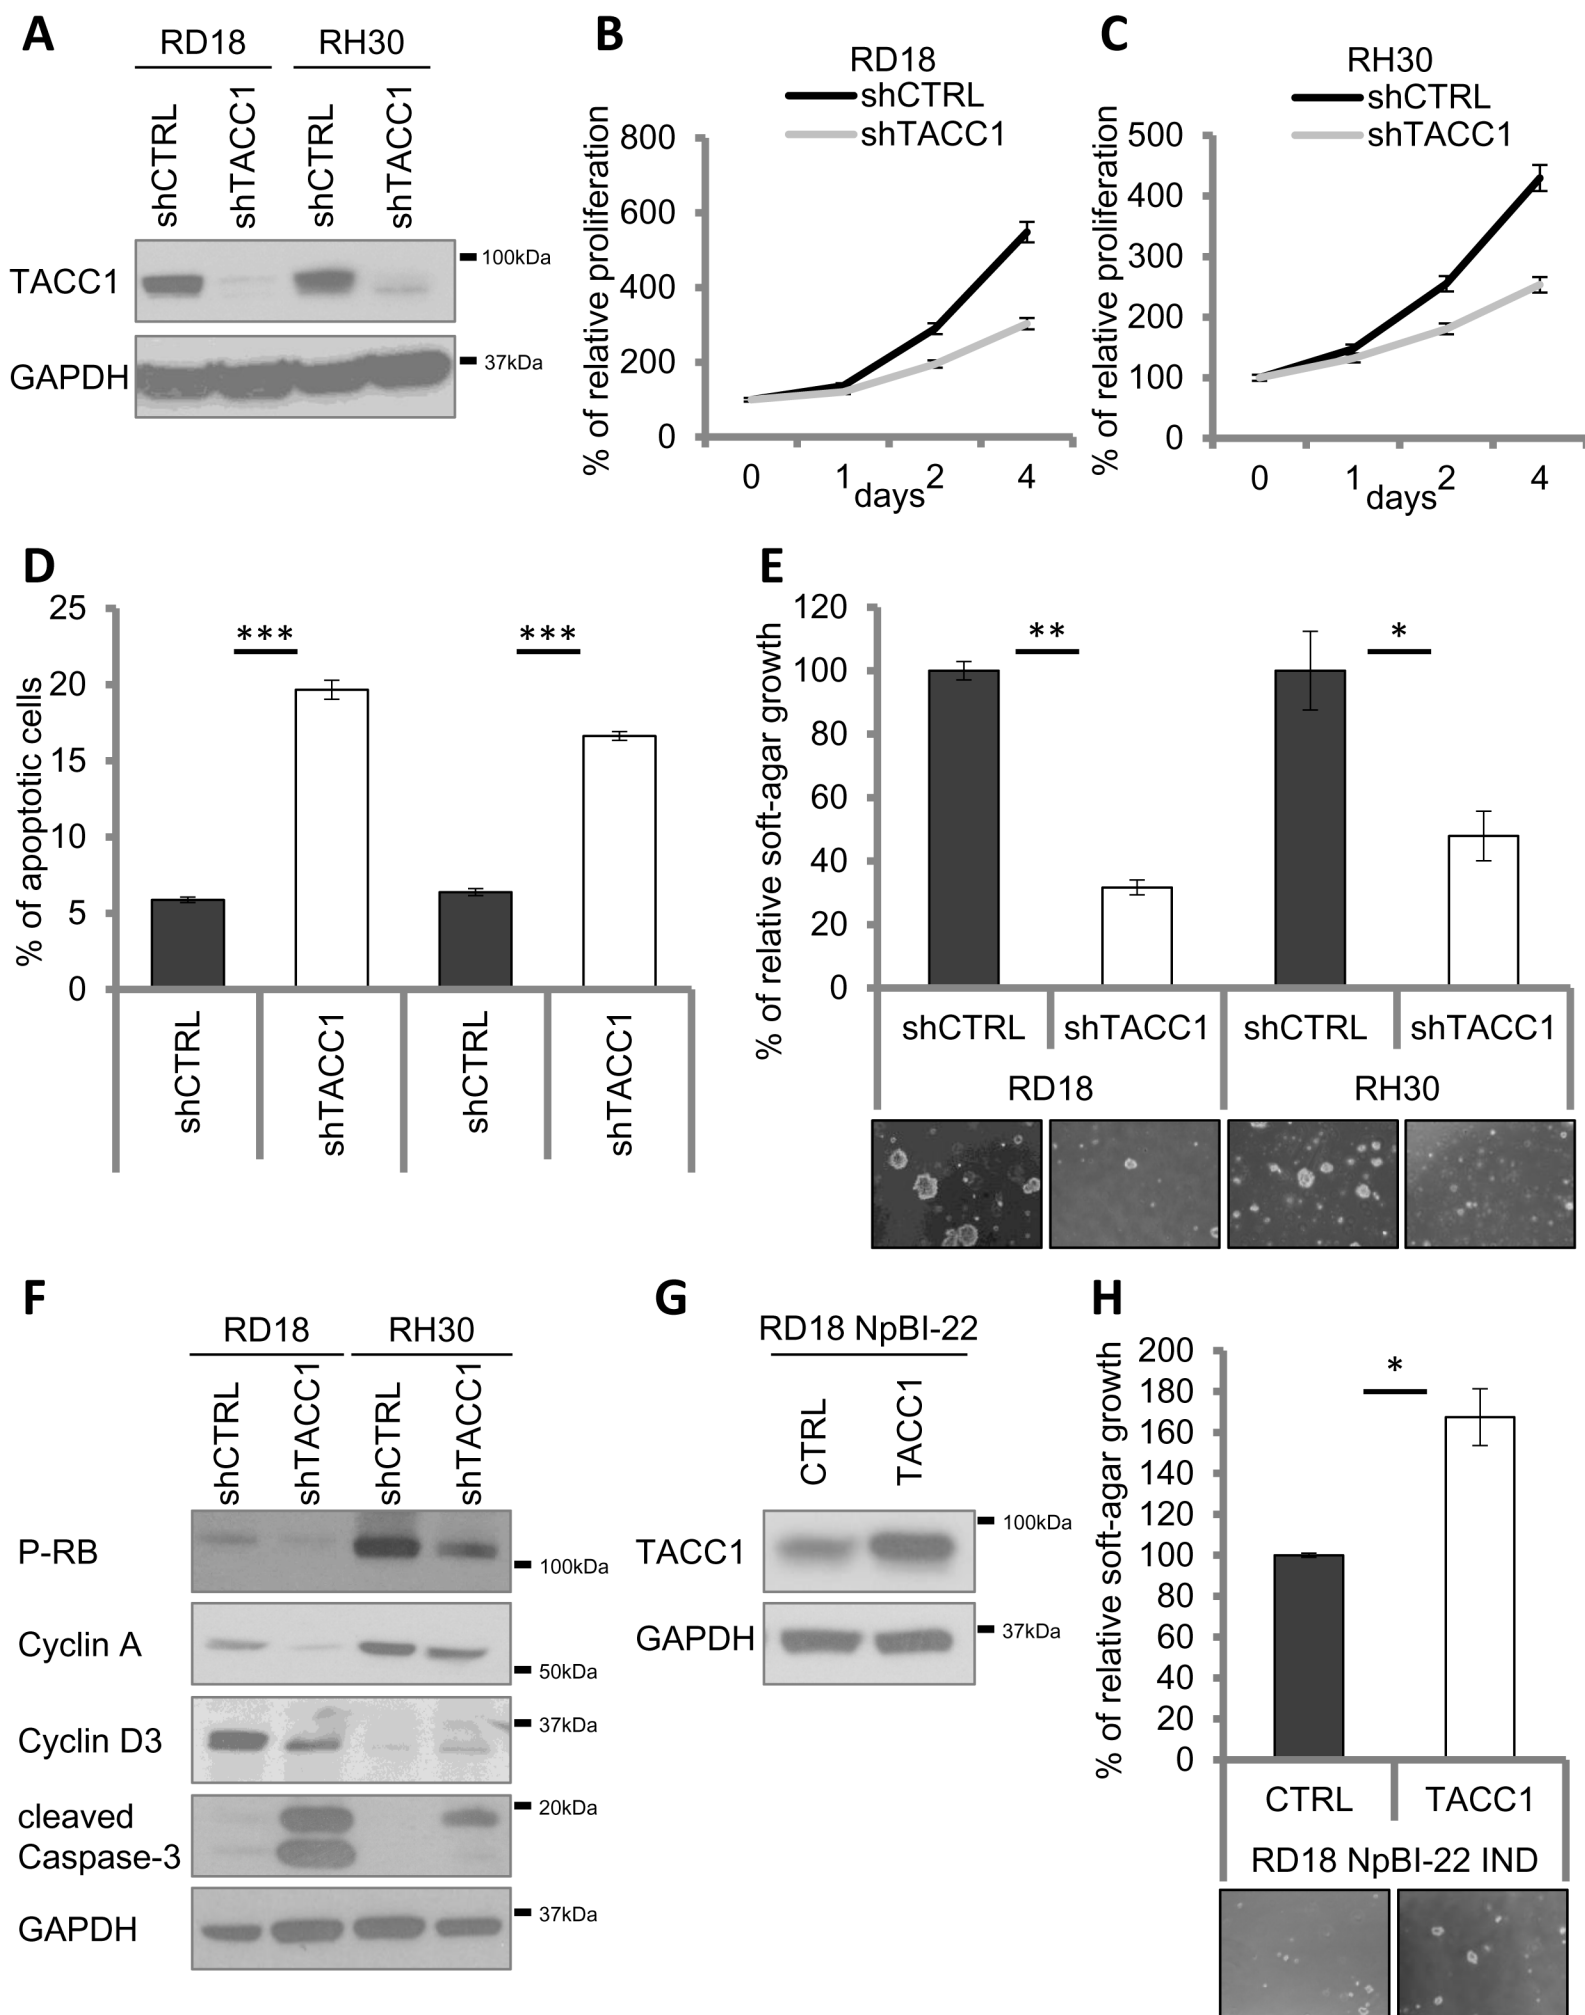 A
RD18 RH30
shCTRL
shTACC1
shCTRL
shTACC1
TACC1
100kDa
GAPDH
37kDa
B
RD18
shCTRL
shTACC1
% of relative proliferation
800
600
400
200
0
0 1 2 4
days
C
RH30
shCTRL
shTACC1
% of relative proliferation
500
400
300
200
100
0
0 1 2 4
days
D
% of apoptotic cells
25
20
15
10
5
0
*** ***
shCTRL
shTACC1
shCTRL
shTACC1
E
% of relative soft-agar growth
120
100
80
60
40
20
0
** *
shCTRL shTACC1 shCTRL shTACC1
RD18 RH30
F
RD18 RH30
shCTRL
shTACC1
shCTRL
shTACC1
P-RB
100kDa
Cyclin A
50kDa
Cyclin D3
37kDa
cleaved
Caspase-3
20kDa
GAPDH
37kDa
G
RD18 NpBI-22
CTRL
TACC1
TACC1
100kDa
GAPDH
37kDa
H
% of relative soft-agar growth
200
180
160
140
120
100
80
60
40
20
0
*
CTRL TACC1
RD18 NpBI-22 IND